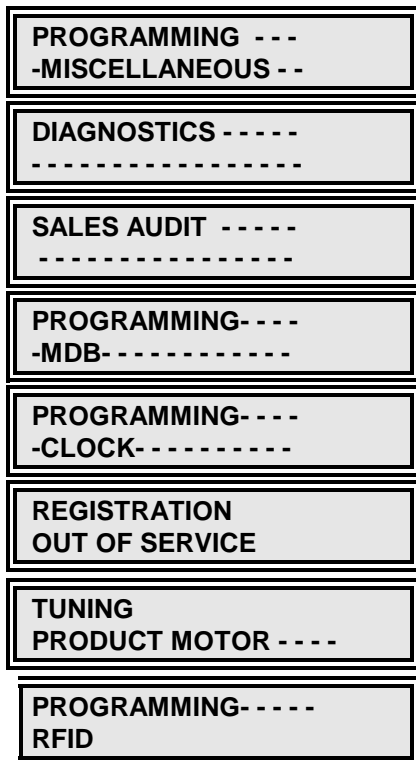 PROGRAMMING - - -
-MISCELLANEOUS - -
DIAGNOSTICS - - - - -
- - - - - - - - - - - - - - - - -
SALES AUDIT - - - - -
- - - - - - - - - - - - - - - -
PROGRAMMING- - - -
-MDB- - - - - - - - - - - -
PROGRAMMING- - - -
-CLOCK- - - - - - - - - -
REGISTRATION
OUT OF SERVICE
TUNING
PRODUCT MOTOR - - - -
PROGRAMMING- - - - -
RFID